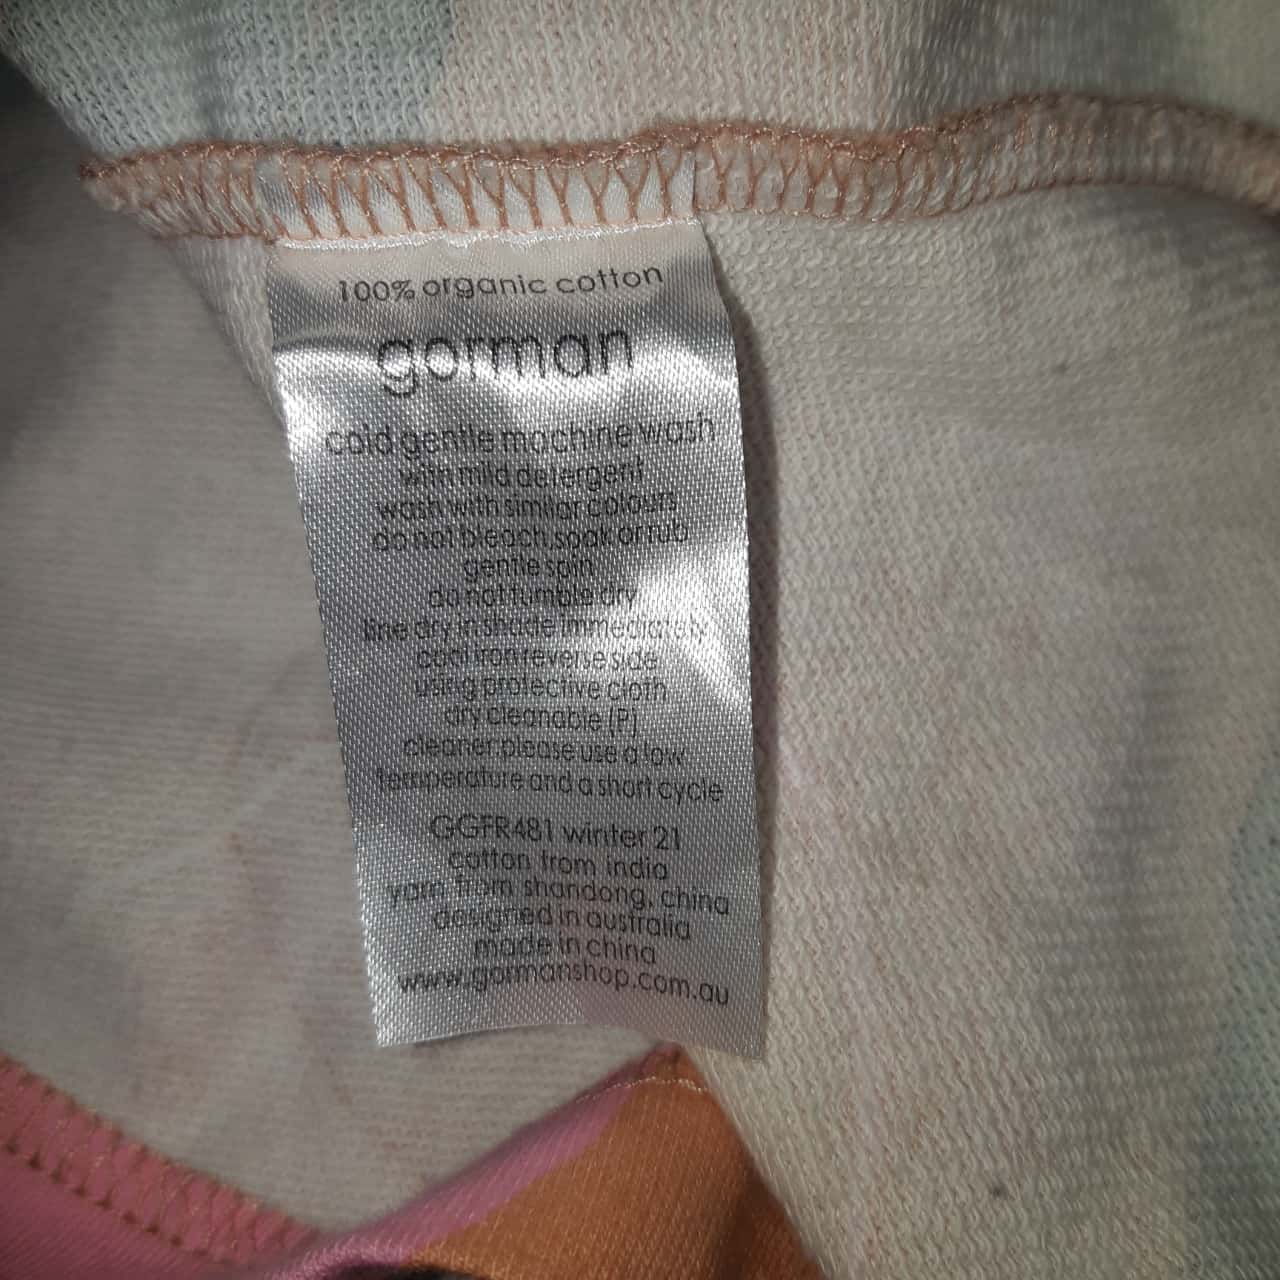 100% organic cotton
gorman
cold gentle machine wash
with mild detergent
wash with similar colours
do not bleach,soak or rub
gentle spin
do not tumble dry
line dry in shade immediately
cool iron reverse side
using protective cloth
dry cleanable (P)
cleaner:please use a low
temperature and a short cycle
GGFR481 winter 21
cotton from india
yarn from shandong, china
designed in australia
made in china
www.gormanshop.com.au